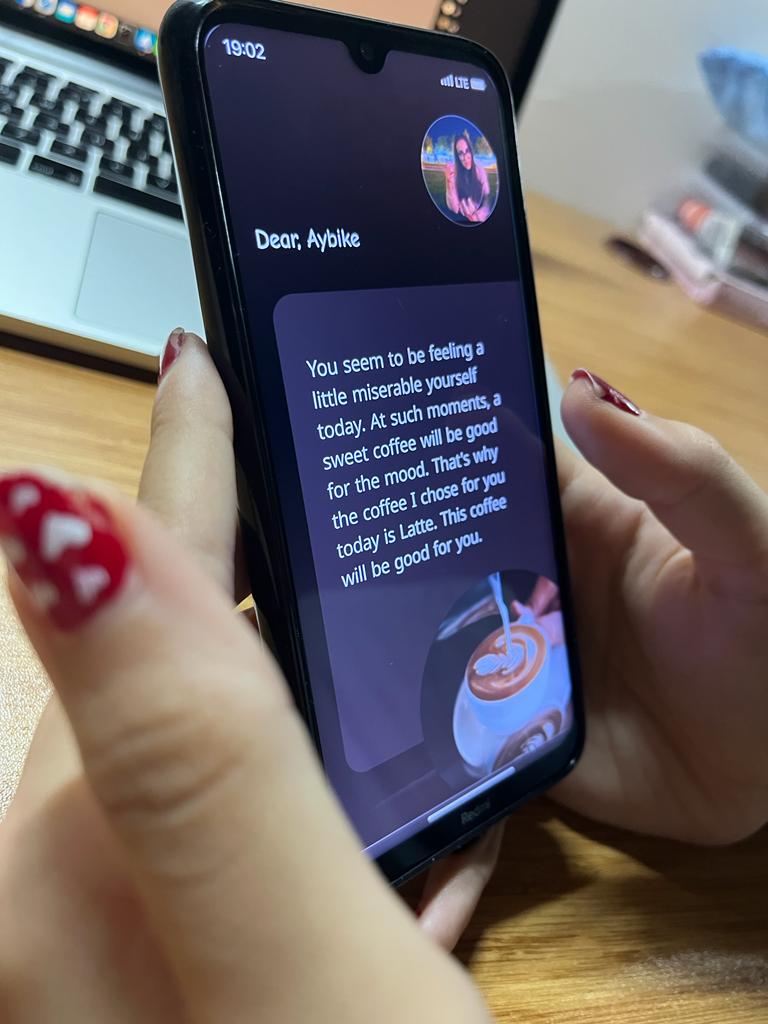 19:02
LTE
Dear, Aybike
You seem to be feeling a
little miserable yourself
today. At such moments, a
sweet coffee will be good
for the mood. That's why
the coffee I chose for you
today is Latte. This coffee
will be good for you.
Redmi